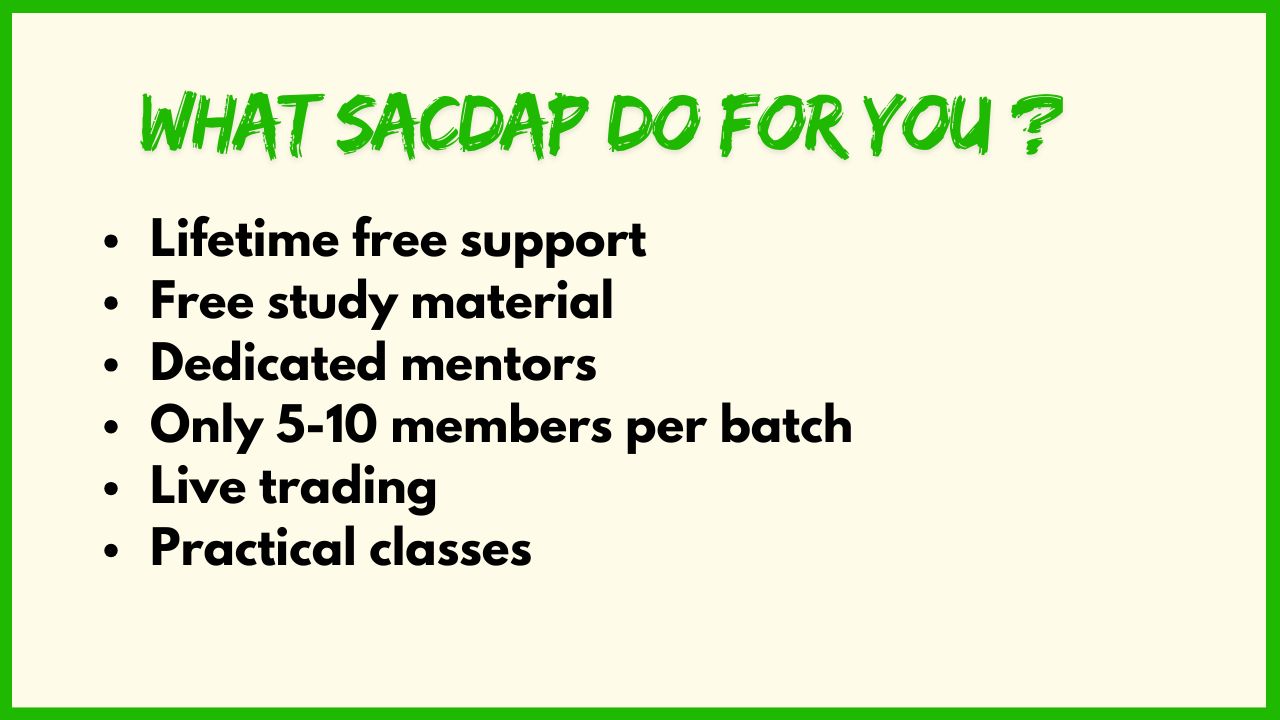 WHAT SACDAP DO FOR YOU ?
• Lifetime free support
• Free study material
• Dedicated mentors
• Only 5-10 members per batch
• Live trading
• Practical classes